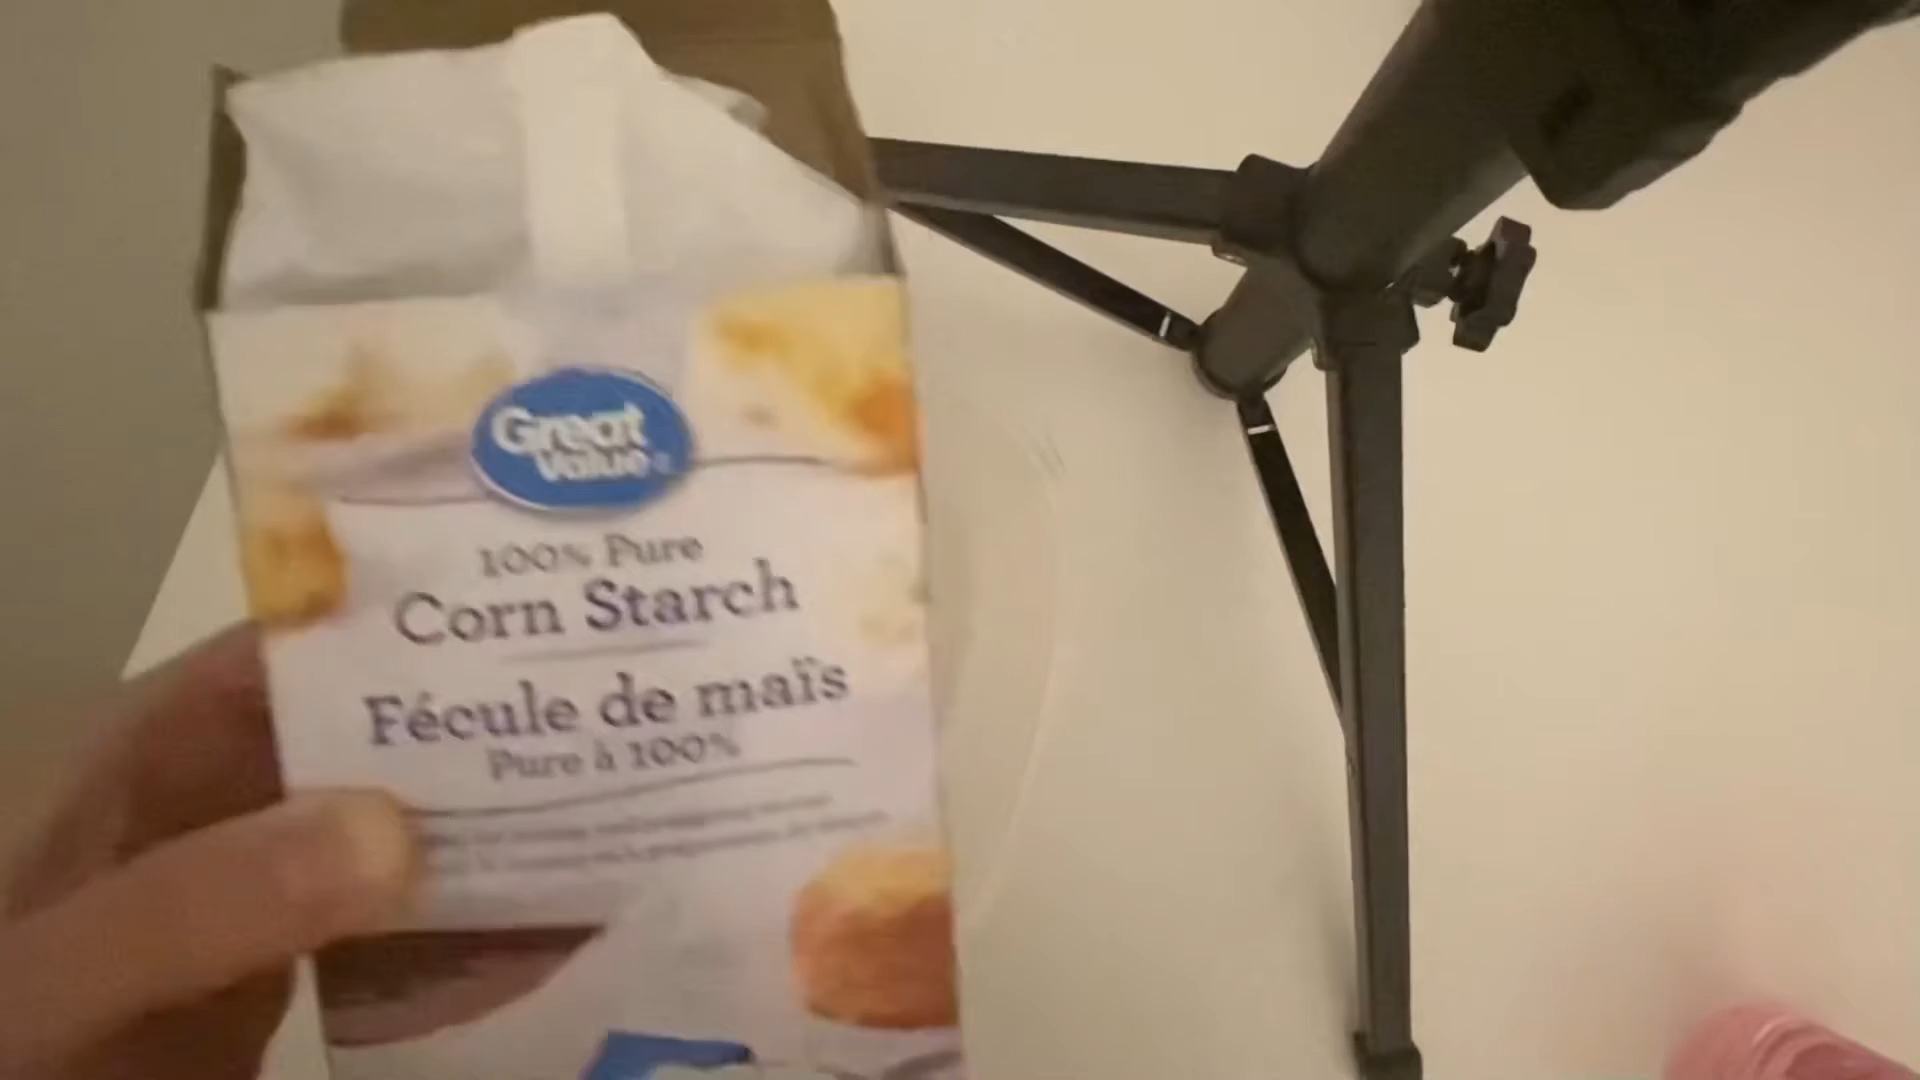 Great
Value
100% Pure
Corn Starch
Fécule de maïs
Pure à 100%